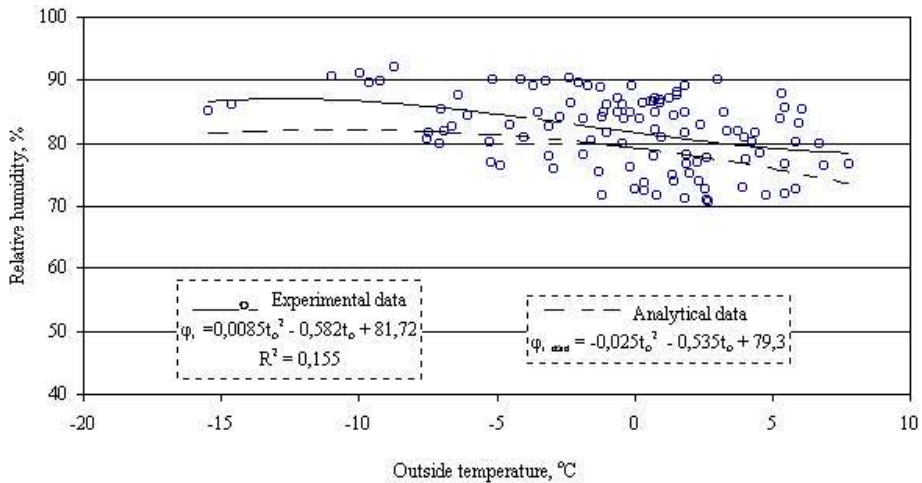 100
90
80
70
60
50
40
Relative humidity, %
Experimental data
φᵢ =0,0085tₒ² - 0,582tₒ + 81,72
R² = 0,155
Analytical data
φᵢ = -0,025tₒ² - 0,535tₒ + 79,3
-20 -15 -10 -5 0 5 10
Outside temperature, °C